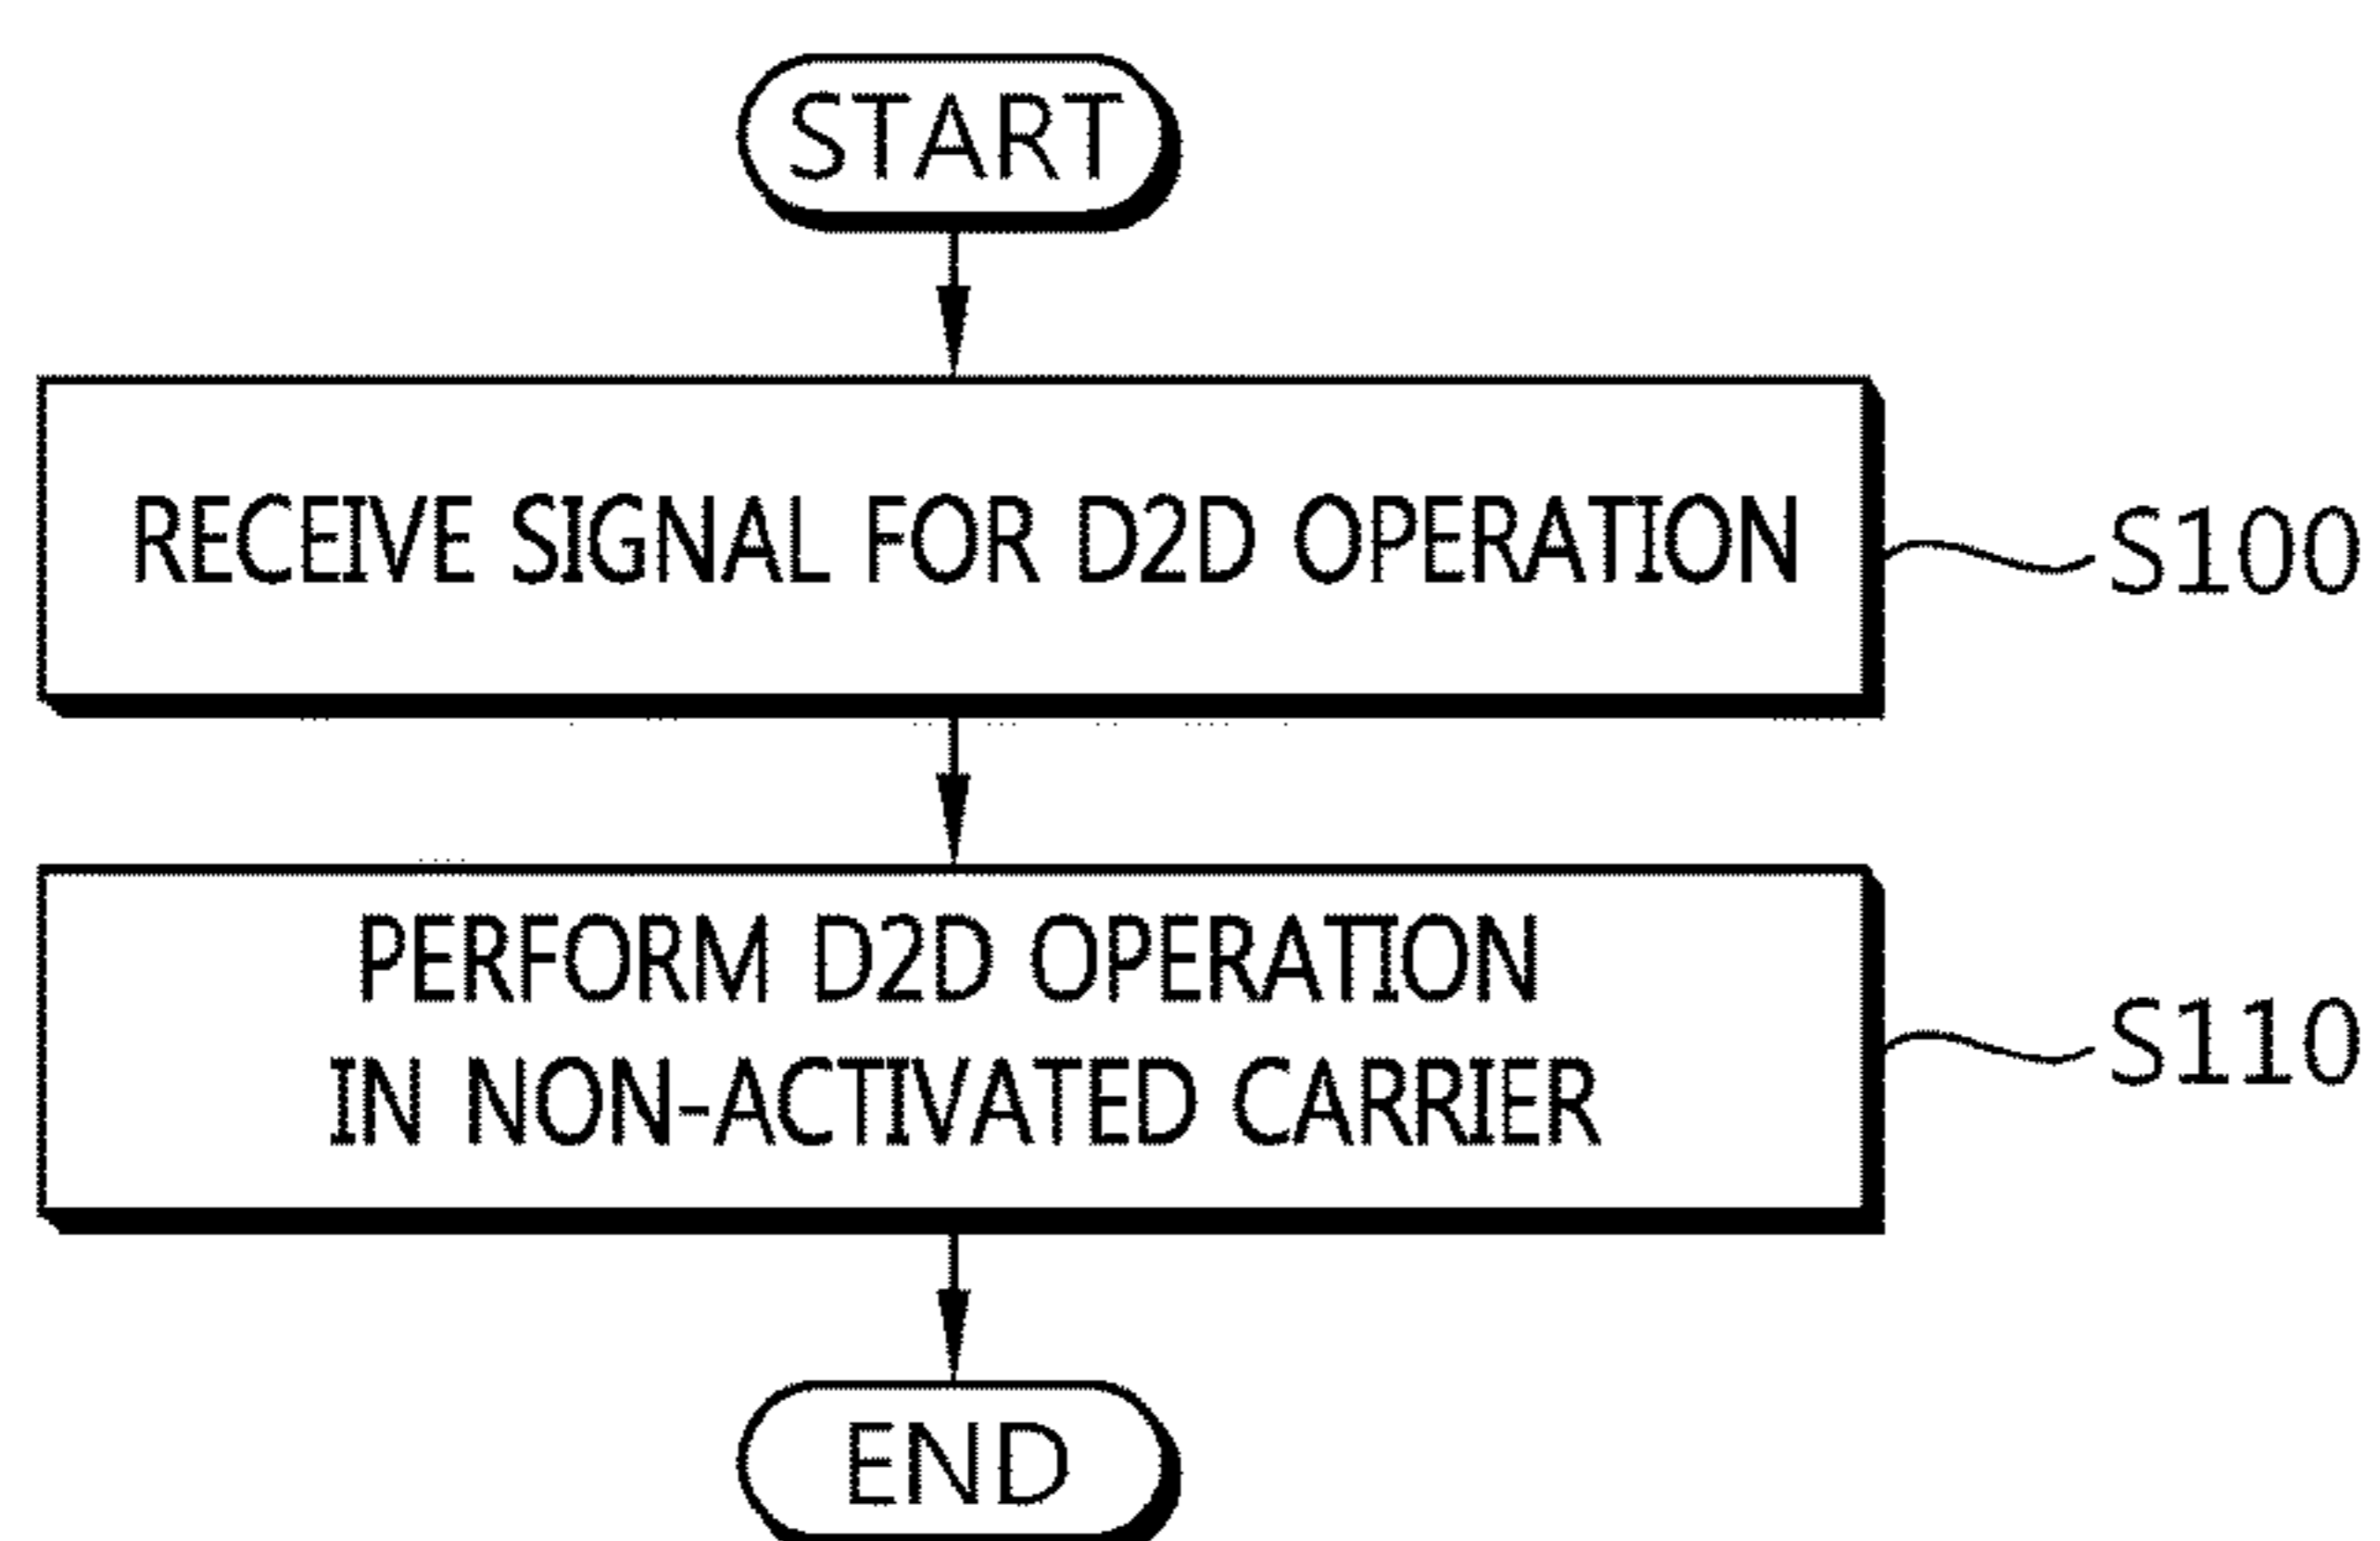 START
RECEIVE SIGNAL FOR D2D OPERATION
S100
PERFORM D2D OPERATION
IN NON-ACTIVATED CARRIER
S110
END